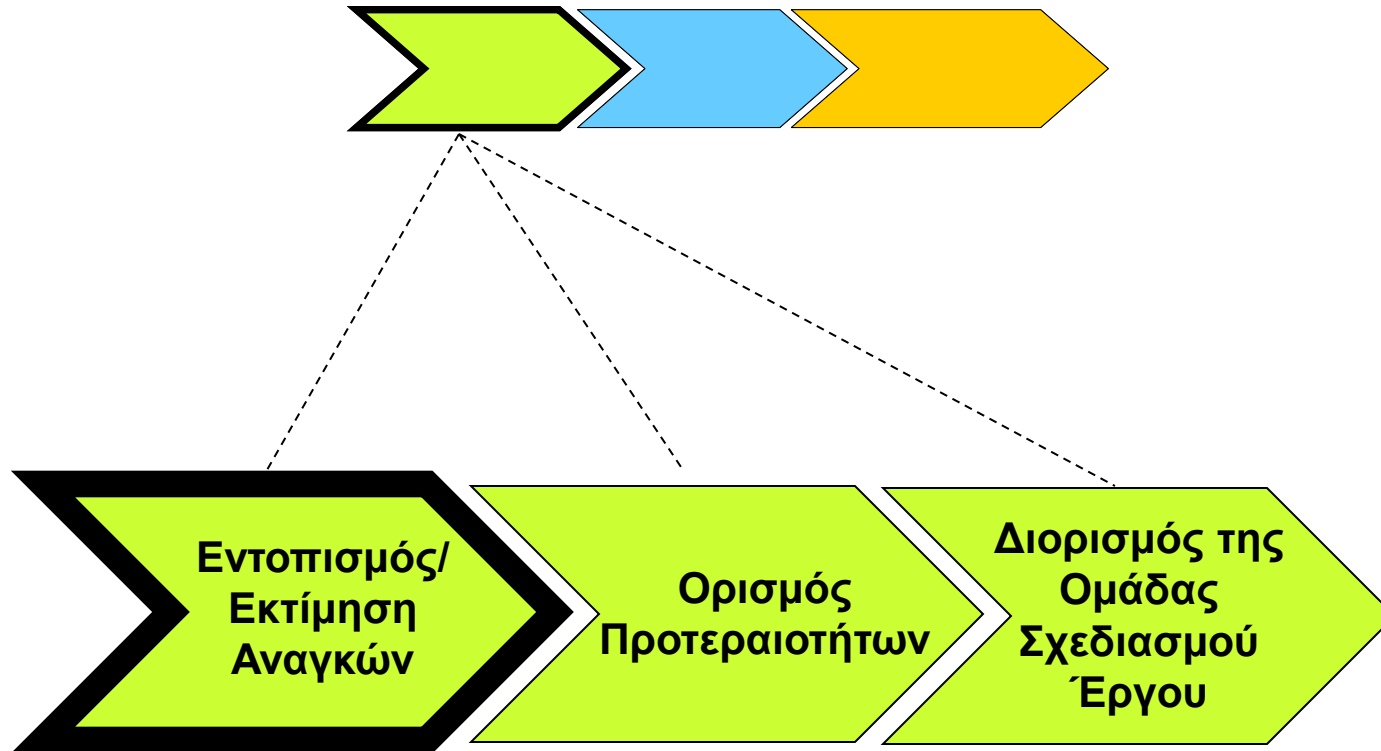 Εντοπισμός/
Εκτίμηση
Αναγκών
Ορισμός
Προτεραιοτήτων
Διορισμός της
Ομάδας
Σχεδιασμού
Έργου